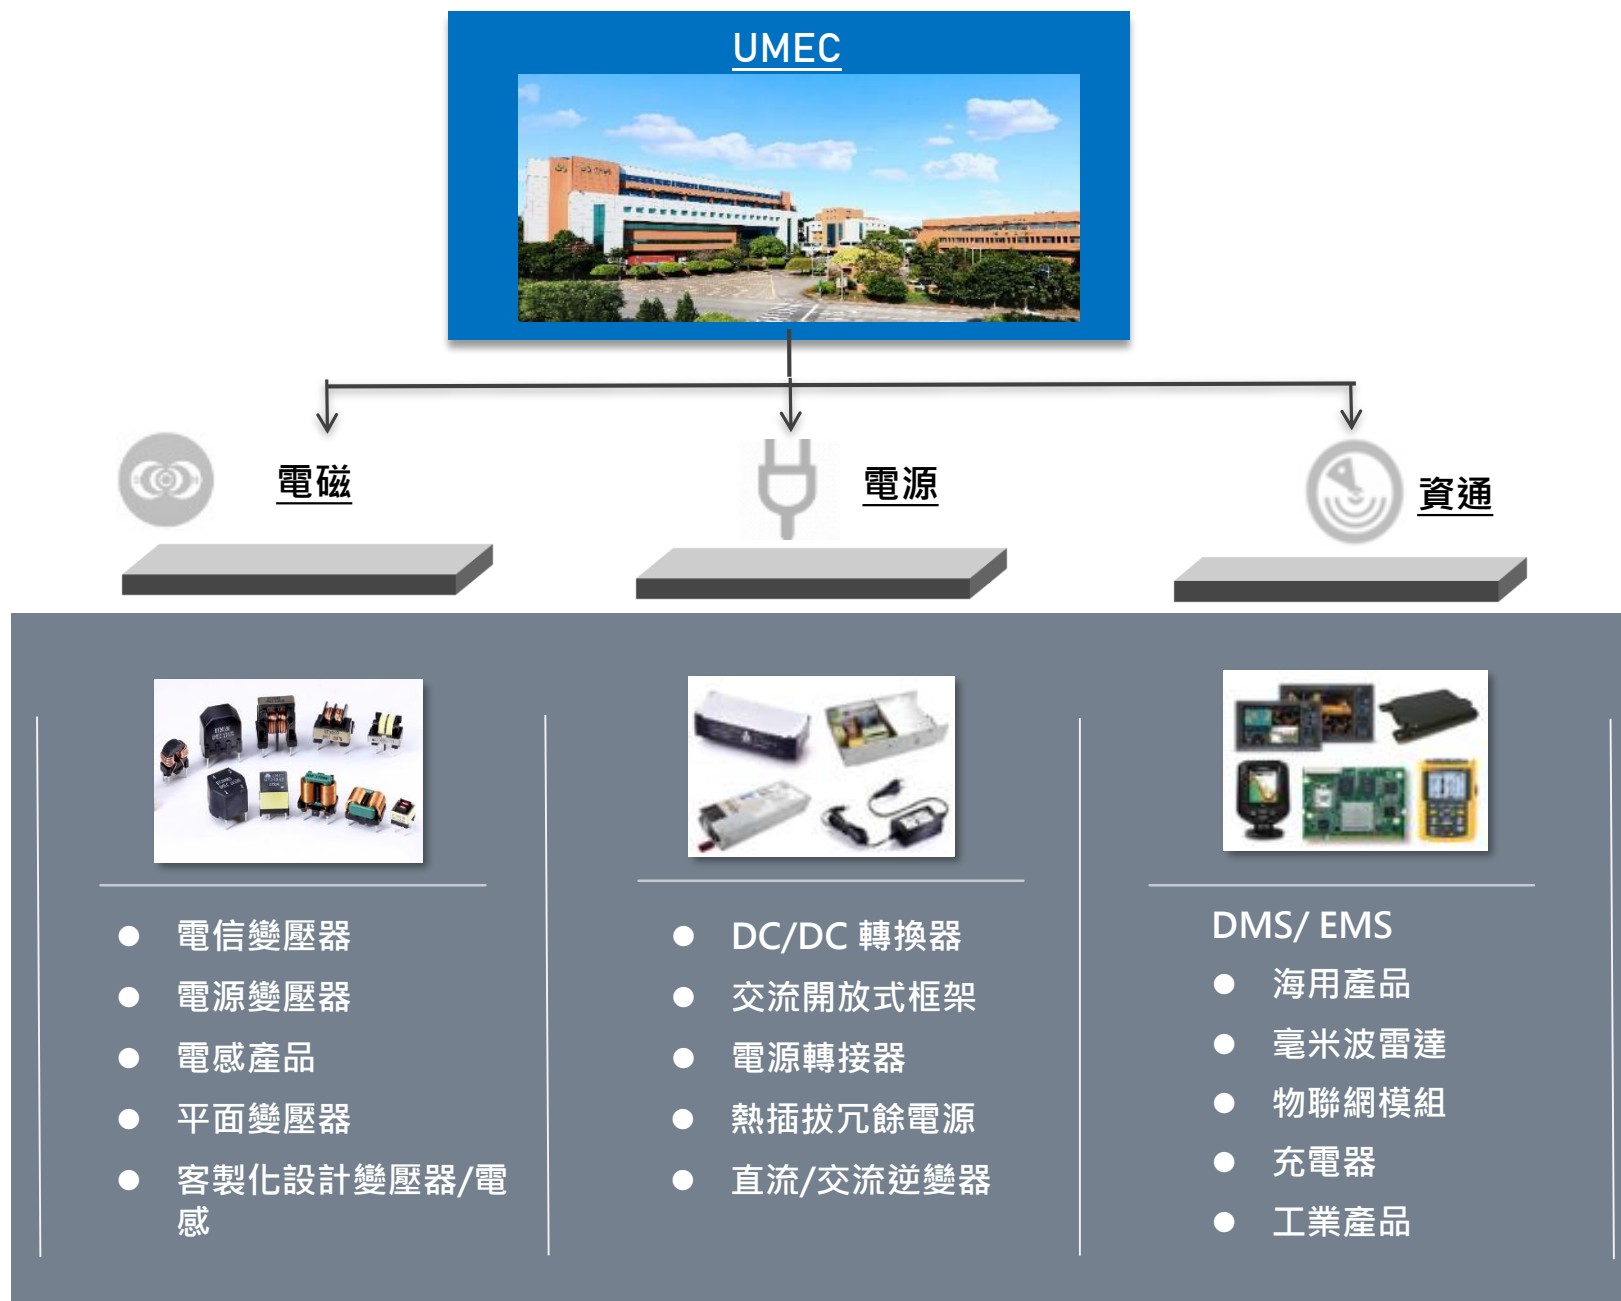 UMEC
電磁
電源
資通
電信變壓器
電源變壓器
電感產品
平面變壓器
客製化設計變壓器/電
感
DC/DC 轉換器
交流開放式框架
電源轉接器
熱插拔冗餘電源
直流/交流逆變器
DMS/ EMS
海用產品
毫米波雷達
物聯網模組
充電器
工業產品